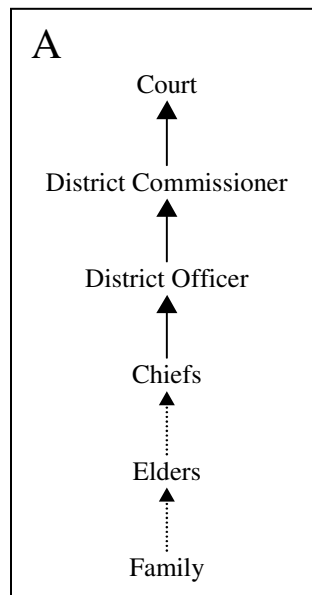 A
Court
District Commissioner
District Officer
Chiefs
Elders
Family